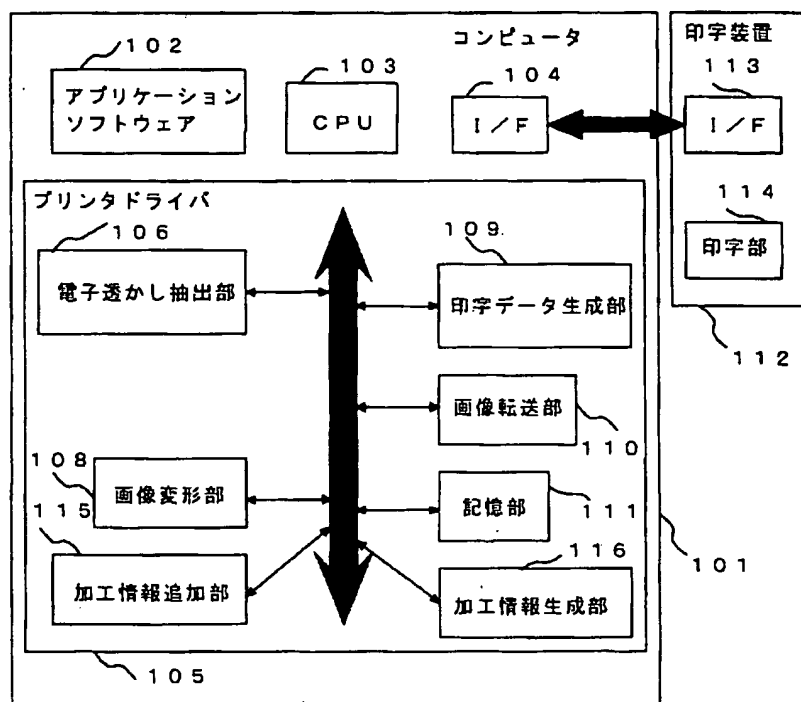 コンピュータ
印字装置
102
103
104
113
アプリケーション
ソフトウェア
CPU
I/F
I/F
114
印字部
112
プリンタドライバ
106
109
電子透かし抽出部
印字データ生成部
画像転送部
110
108
画像変形部
記憶部
111
115
116
101
加工情報追加部
加工情報生成部
105